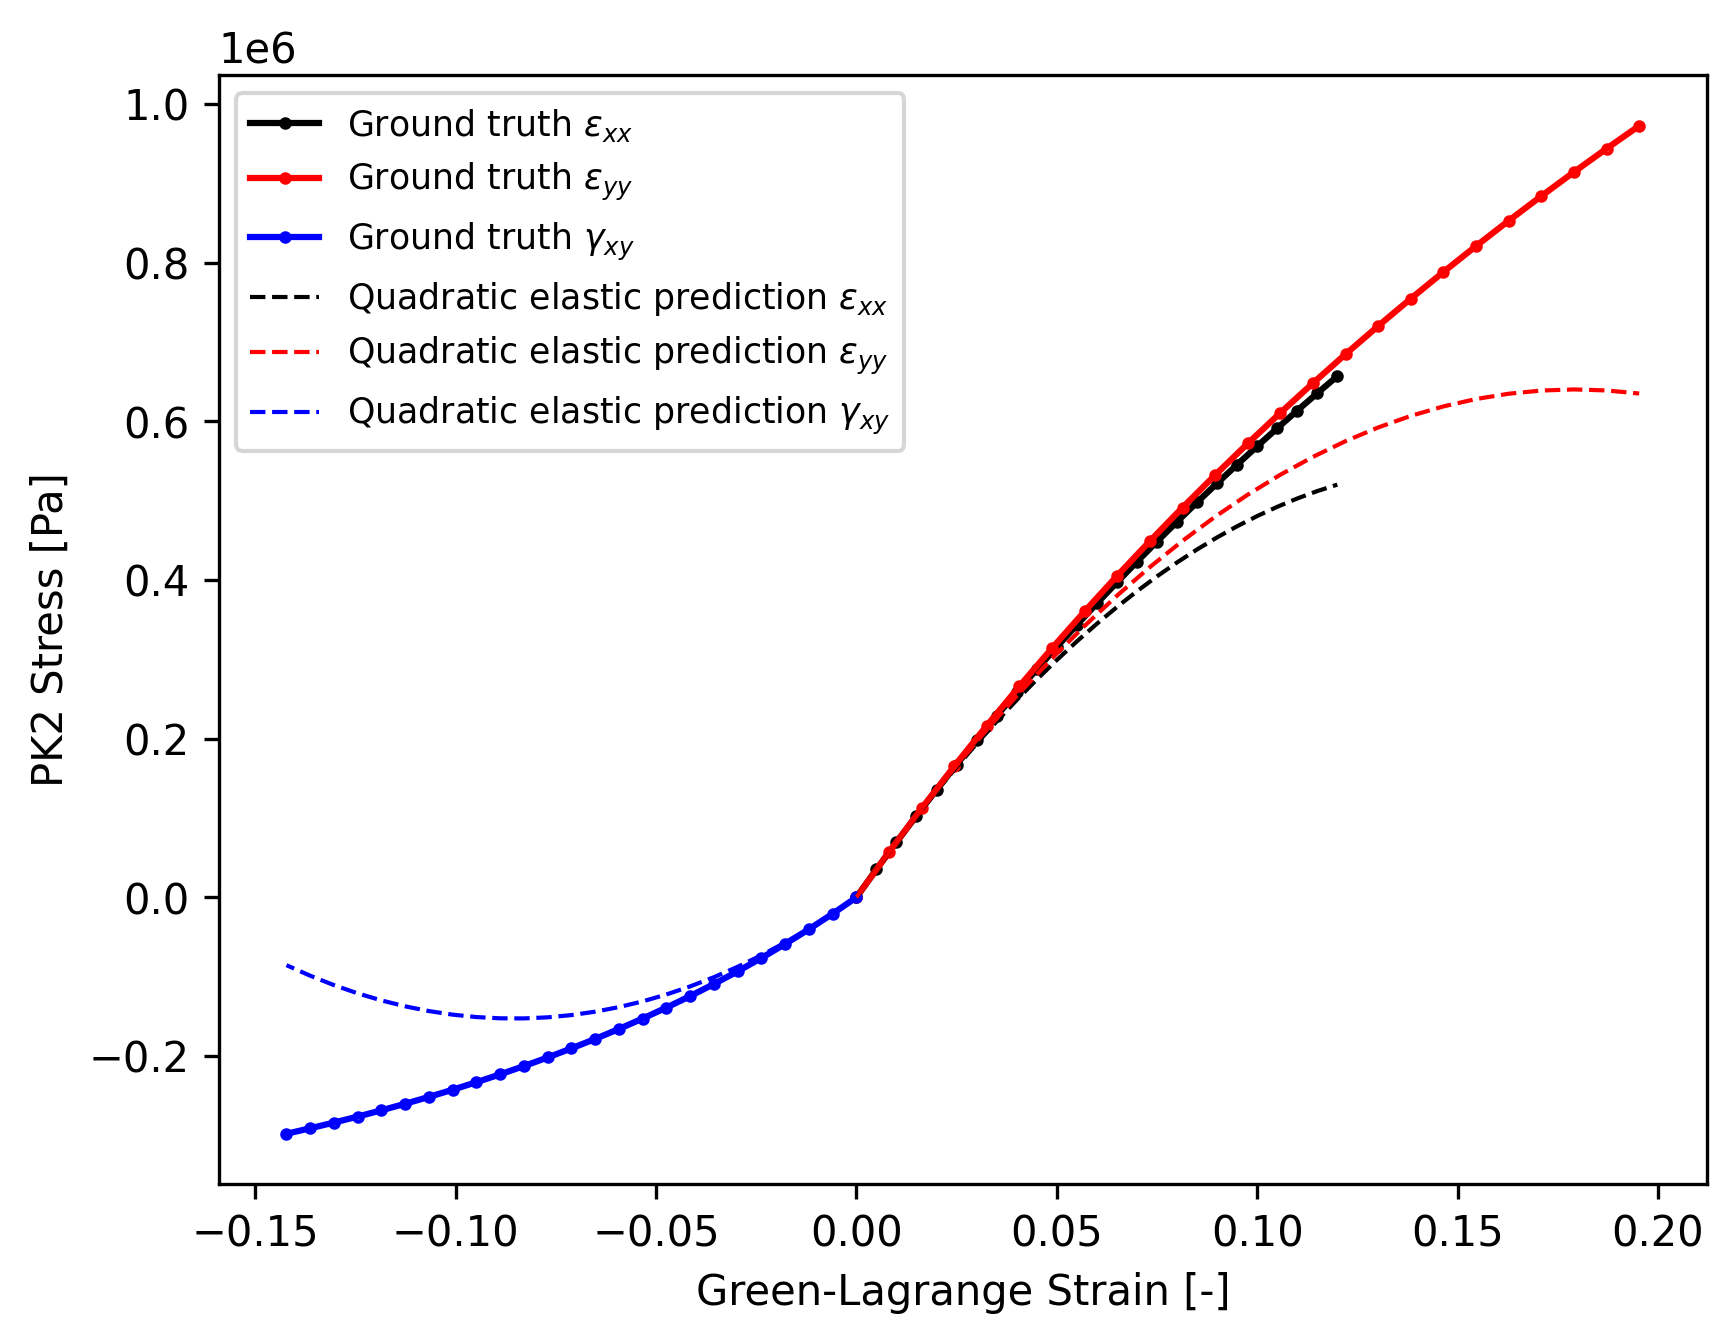 1e6
1.0
0.8
0.6
0.4
0.2
0.0
−0.2
PK2 Stress [Pa]
Ground truth εxx
Ground truth εyy
Ground truth γxy
Quadratic elastic prediction εxx
Quadratic elastic prediction εyy
Quadratic elastic prediction γxy
−0.15 −0.10 −0.05 0.00 0.05 0.10 0.15 0.20
Green-Lagrange Strain [-]